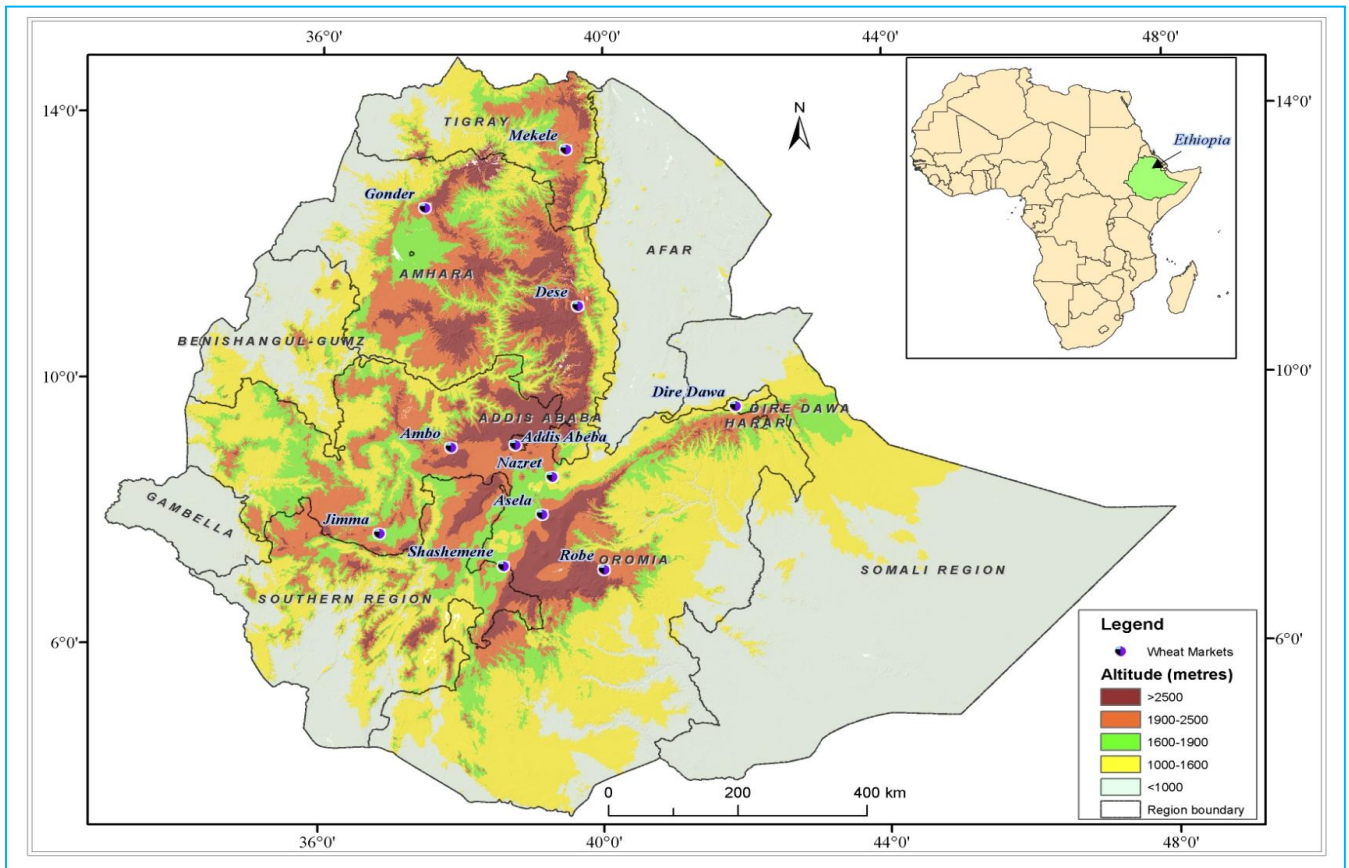 36°0'
40°0'
44°0'
48°0'
14°0'
14°0'
N
Ethiopia
TIGRAY
Mekele
Gonder
AFAR
AMHARA
Dese
BENISHANGUL-GUMZ
10°0'
10°0'
Dire Dawa
DIRE DAWA
ADDIS ABABA
HARARI
Ambo
Addis Abeba
Nazret
Asela
GAMBELLA
Jimma
Shashemene
Robe
OROMIA
SOMALI REGION
SOUTHERN REGION
6°0'
6°0'
Legend
Wheat Markets
Altitude (metres)
>2500
1900-2500
1600-1900
1000-1600
<1000
Region boundary
0
200
400 km
36°0'
40°0'
44°0'
48°0'